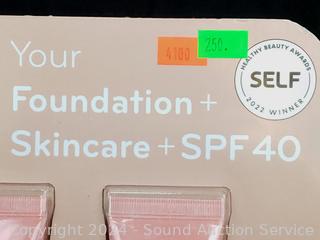 Your
4100
250.
HEALTHY BEAUTY AWARDS
SELF
2022 WINNER
Foundation +
Skincare + SPF 40
Copyright 2024 - Sound Auction Service